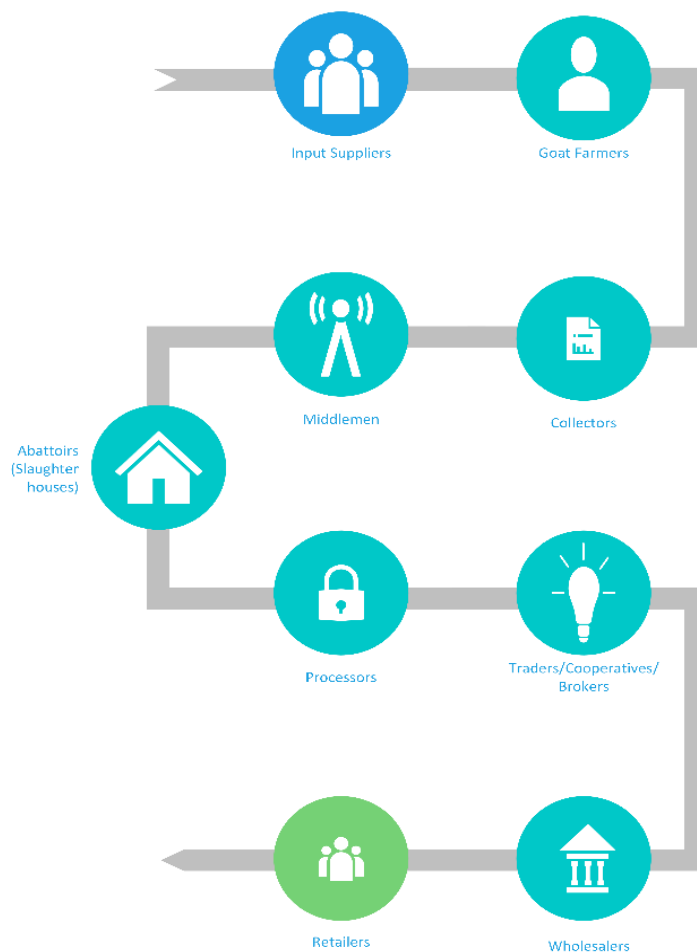 Input Suppliers
Goat Farmers
Collectors
Middlemen
Abattoirs
(Slaughter
houses)
Processors
Traders/Cooperatives/
Brokers
Wholesalers
Retailers